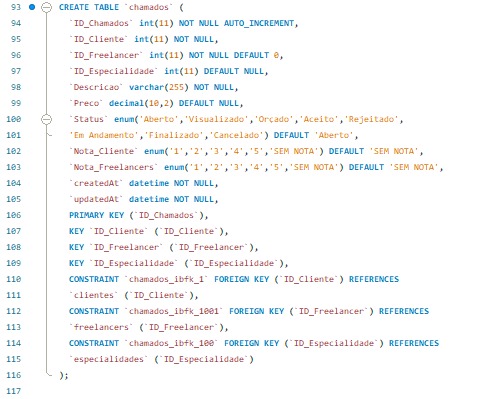 93 CREATE TABLE `chamados` (
94 `ID_Chamados` int(11) NOT NULL AUTO_INCREMENT,
95 `ID_Cliente` int(11) NOT NULL,
96 `ID_Freelancer` int(11) NOT NULL DEFAULT 0,
97 `ID_Especialidade` int(11) DEFAULT NULL,
98 `Descricao` varchar(255) NOT NULL,
99 `Preco` decimal(10,2) DEFAULT NULL,
100 `Status` enum('Aberto','Visualizado','Orçado','Aceito','Rejeitado',
101 'Em Andamento','Finalizado','Cancelado') DEFAULT 'Aberto',
102 `Nota_Cliente` enum('1','2','3','4','5','SEM NOTA') DEFAULT 'SEM NOTA',
103 `Nota_Freelancers` enum('1','2','3','4','5','SEM NOTA') DEFAULT 'SEM NOTA',
104 `createdAt` datetime NOT NULL,
105 `updatedAt` datetime NOT NULL,
106 PRIMARY KEY (`ID_Chamados`),
107 KEY `ID_Cliente` (`ID_Cliente`),
108 KEY `ID_Freelancer` (`ID_Freelancer`),
109 KEY `ID_Especialidade` (`ID_Especialidade`),
110 CONSTRAINT `chamados_ibfk_1` FOREIGN KEY (`ID_Cliente`) REFERENCES
111 `clientes` (`ID_Cliente`),
112 CONSTRAINT `chamados_ibfk_1001` FOREIGN KEY (`ID_Freelancer`) REFERENCES
113 `freelancers` (`ID_Freelancer`),
114 CONSTRAINT `chamados_ibfk_100` FOREIGN KEY (`ID_Especialidade`) REFERENCES
115 `especialidades` (`ID_Especialidade`)
116 );
117